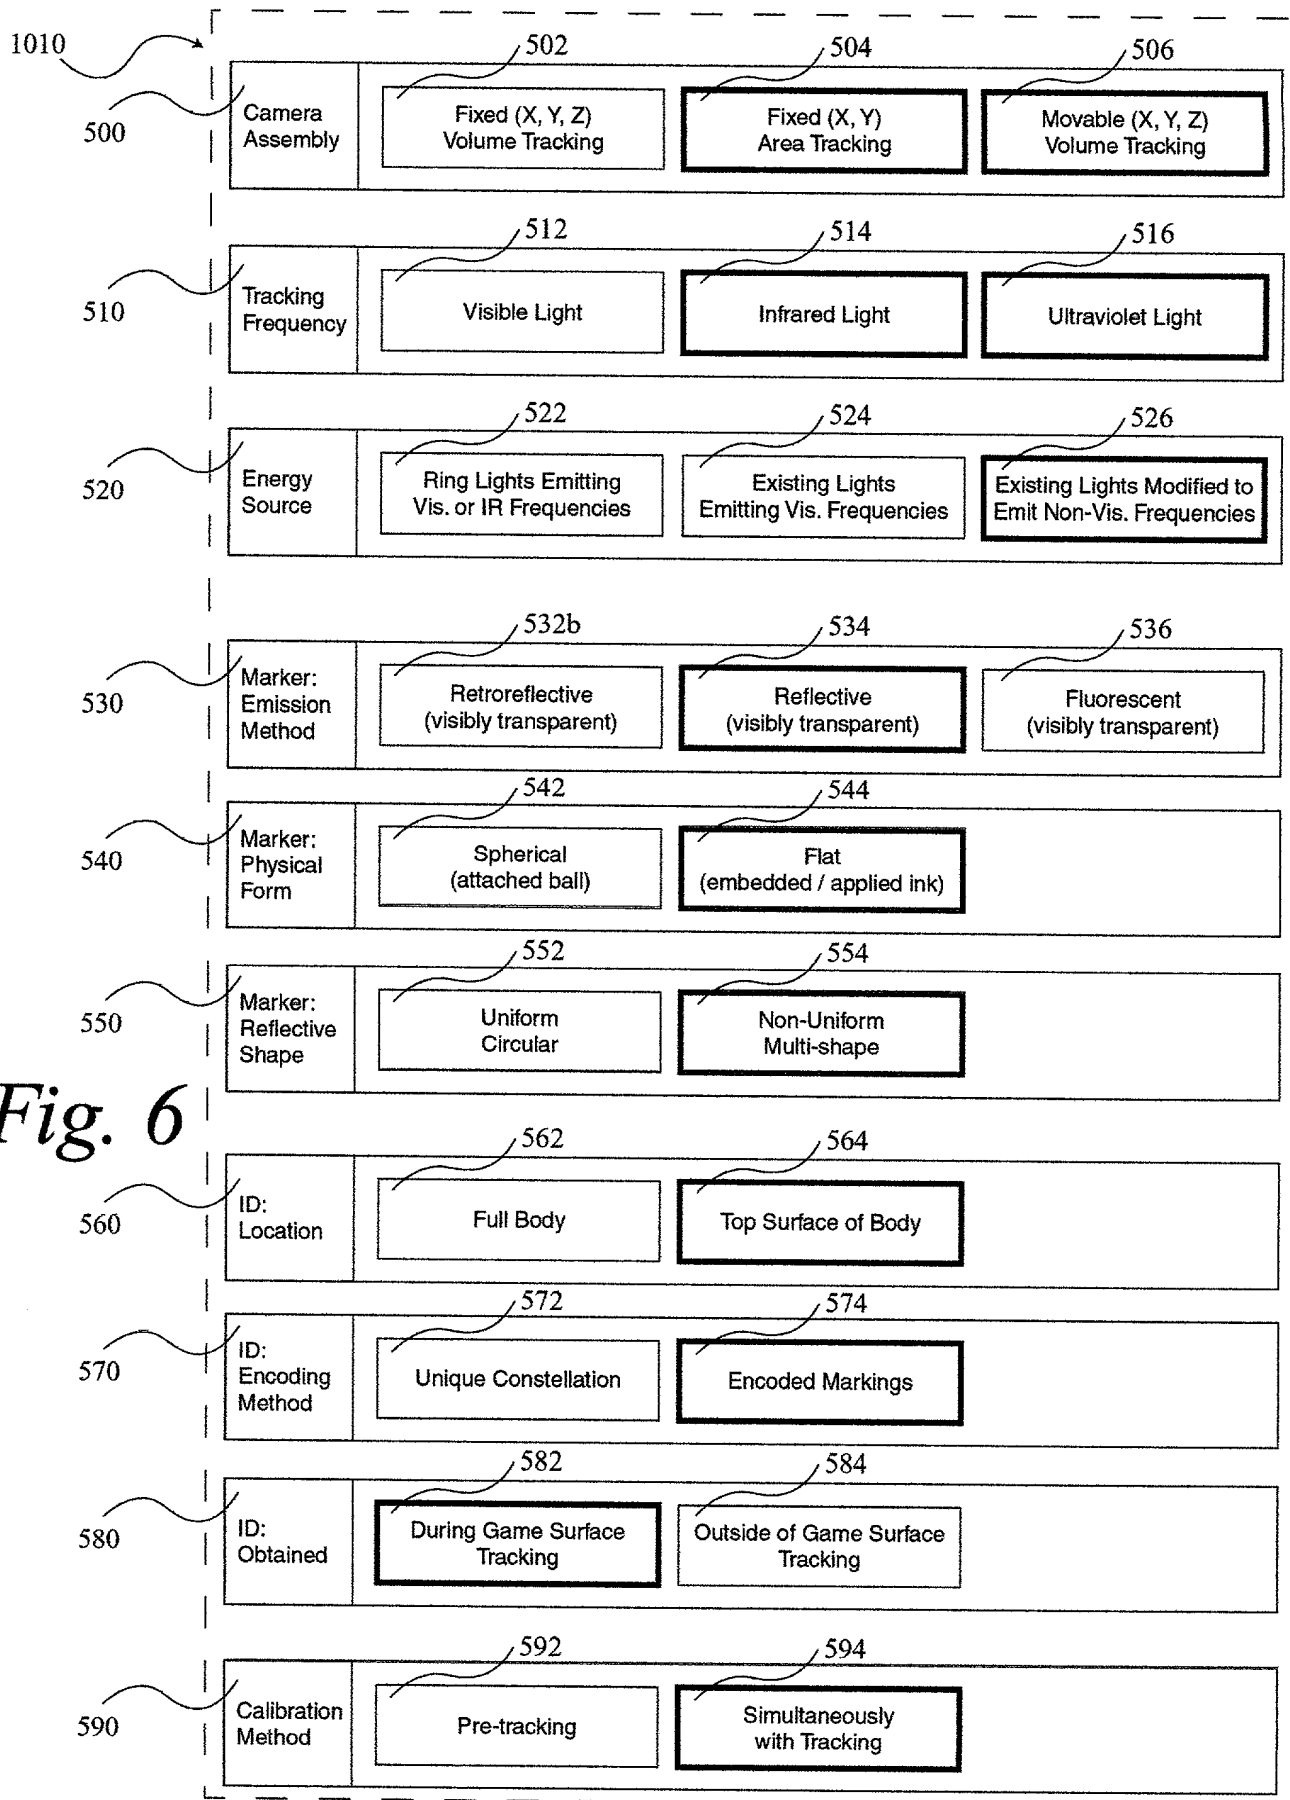 1010
502
504
506
500
Camera
Assembly
Fixed (X, Y, Z)
Volume Tracking
Fixed (X, Y)
Area Tracking
Movable (X, Y, Z)
Volume Tracking
512
514
516
510
Tracking
Frequency
Visible Light
Infrared Light
Ultraviolet Light
522
524
526
520
Energy
Source
Ring Lights Emitting
Vis. or IR Frequencies
Existing Lights
Emitting Vis. Frequencies
Existing Lights Modified to
Emit Non-Vis. Frequencies
532b
534
536
530
Marker:
Emission
Method
Retroreflective
(visibly transparent)
Reflective
(visibly transparent)
Fluorescent
(visibly transparent)
542
544
540
Marker:
Physical
Form
Spherical
(attached ball)
Flat
(embedded / applied ink)
552
554
550
Marker:
Reflective
Shape
Uniform
Circular
Non-Uniform
Multi-shape
Fig. 6
562
564
560
ID:
Location
Full Body
Top Surface of Body
572
574
570
ID:
Encoding
Method
Unique Constellation
Encoded Markings
582
584
580
ID:
Obtained
During Game Surface
Tracking
Outside of Game Surface
Tracking
592
594
590
Calibration
Method
Pre-tracking
Simultaneously
with Tracking